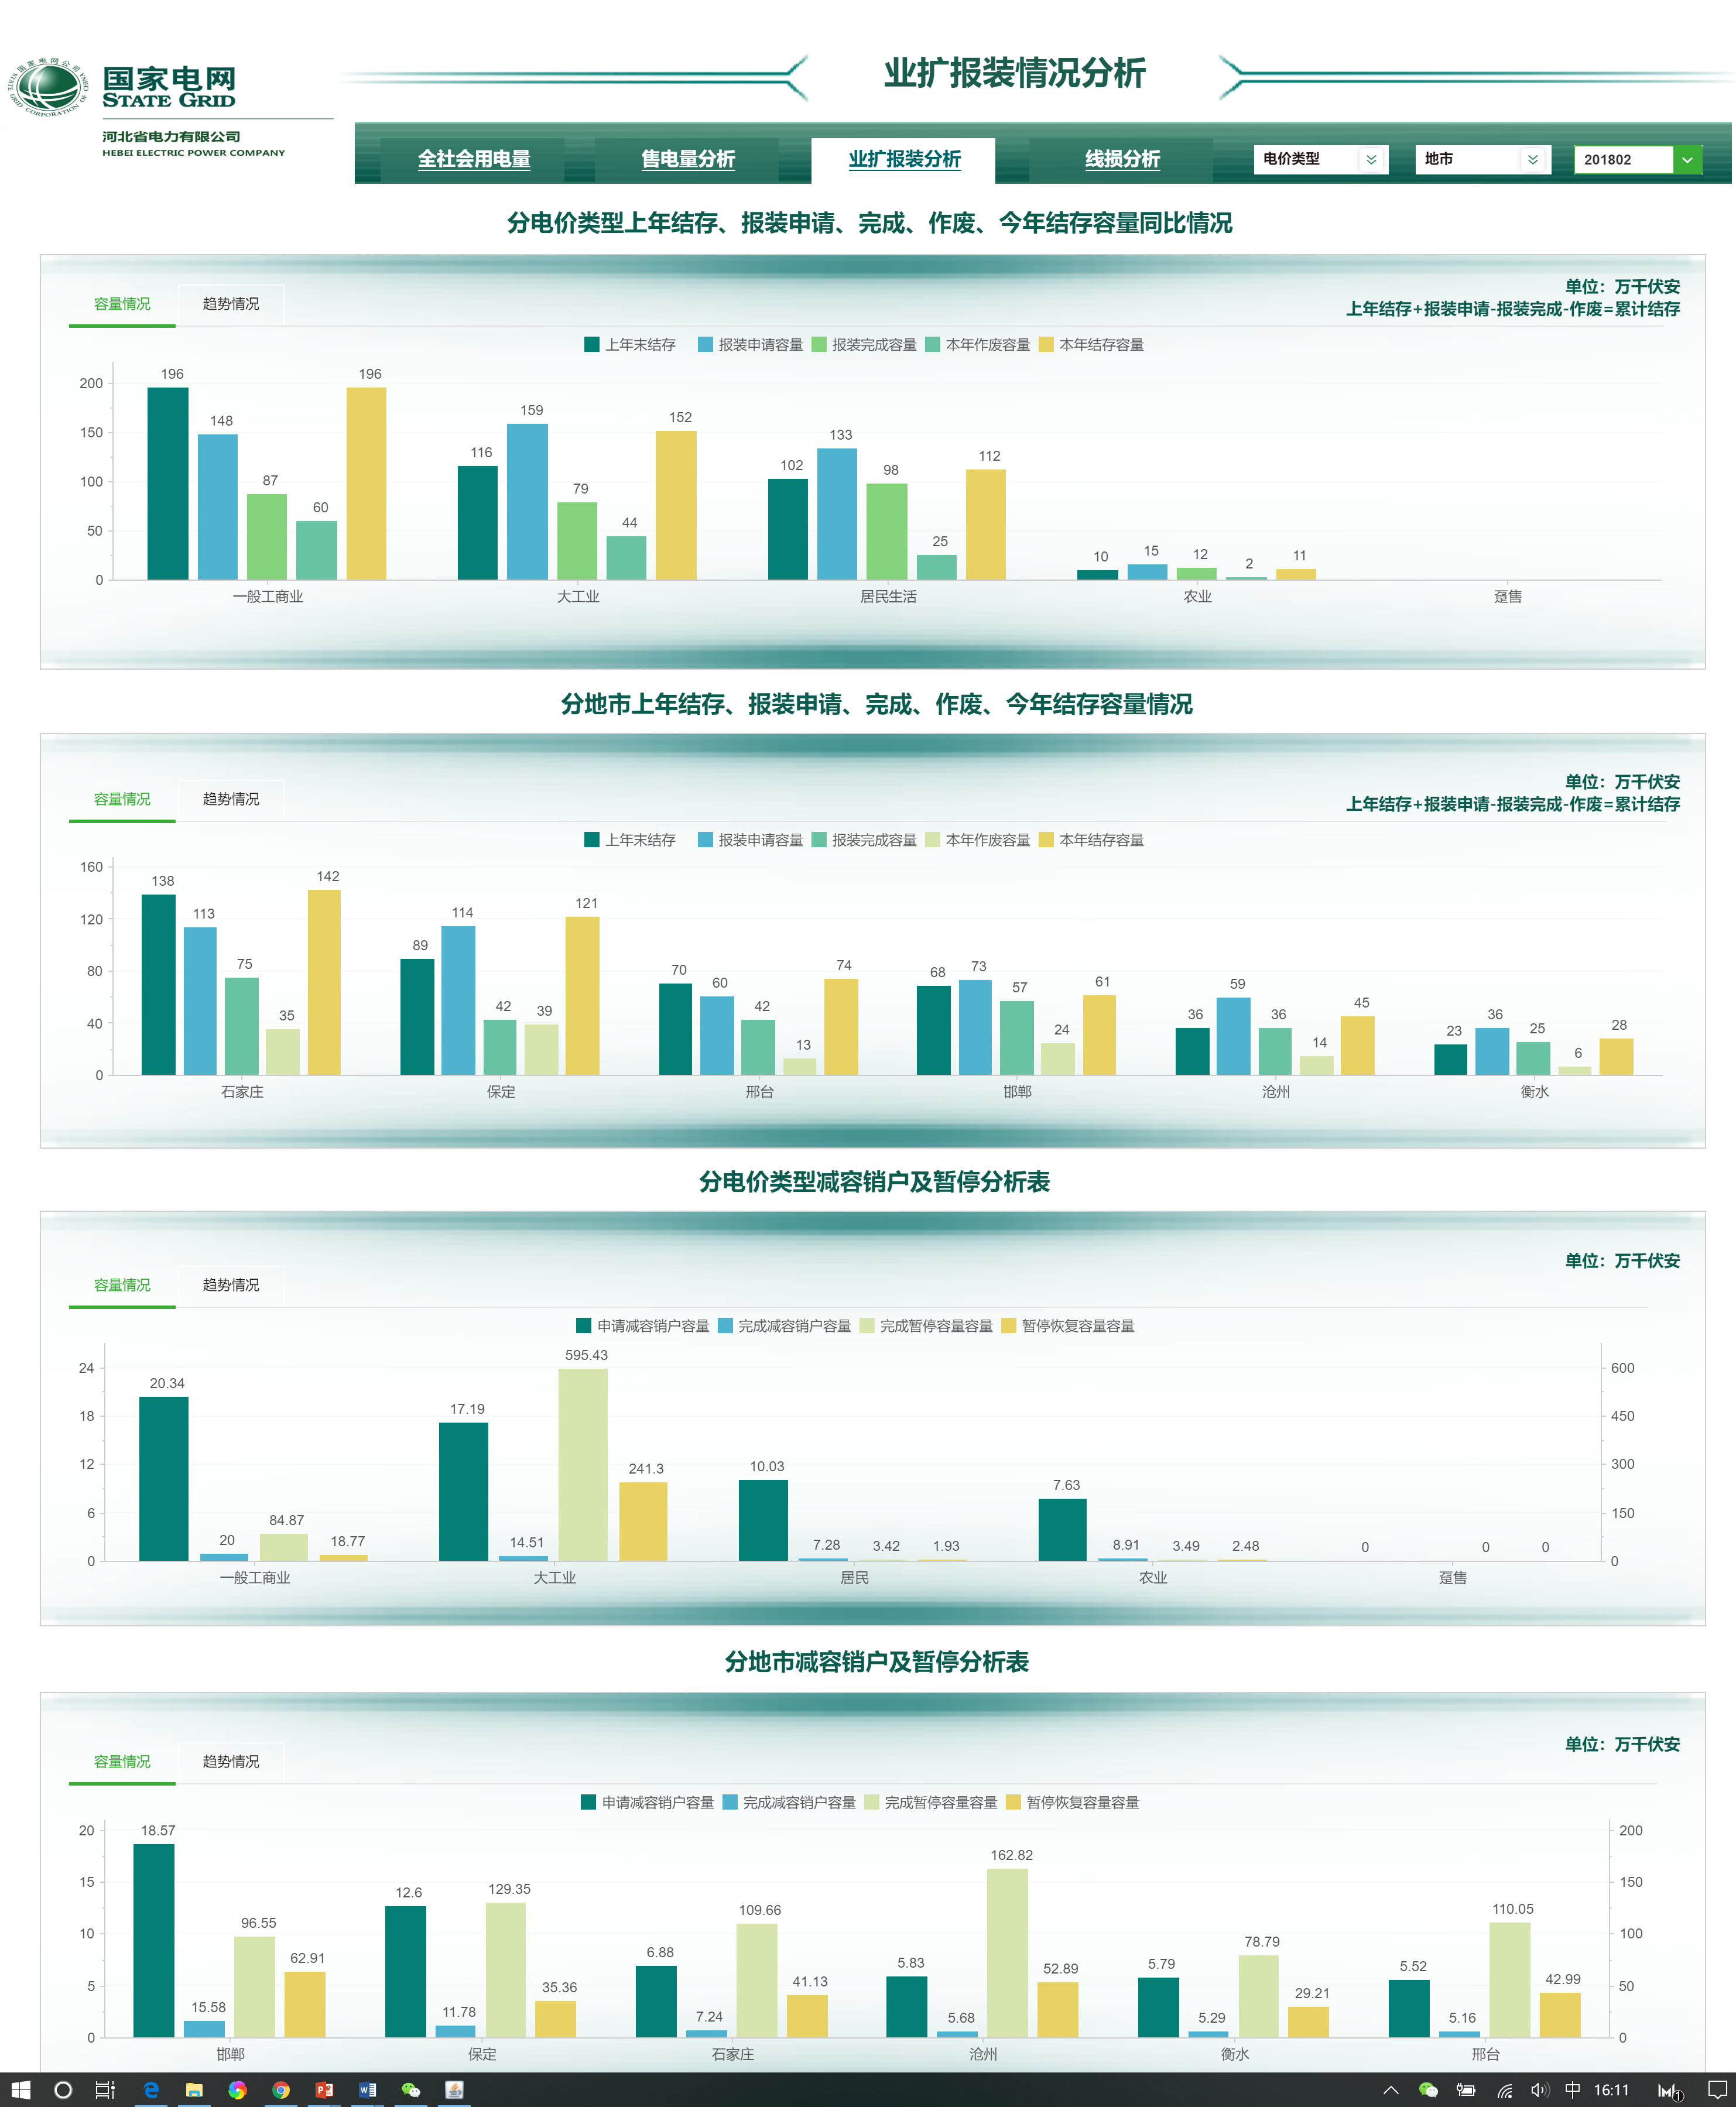 业扩报装情况分析
国家电网
STATE GRID
河北省电力有限公司
HEBEI ELECTRIC POWER COMPANY
全社会用电量 售电量分析 业扩报装分析 线损分析 电价类型 地市 201802
分电价类型上年结存、报装申请、完成、作废、今年结存容量同比情况
容量情况 趋势情况
单位：万千伏安
上年结存+报装申请-报装完成-作废=累计结存
上年末结存 报装申请容量 报装完成容量 本年作废容量 本年结存容量
200
150
100
50
0
196 148 87 60 196
116 159 79 44 152
102 133 98 25 112
10 15 12 2 11
一般工商业 大工业 居民生活 农业 趸售
分地市上年结存、报装申请、完成、作废、今年结存容量情况
容量情况 趋势情况
单位：万千伏安
上年结存+报装申请-报装完成-作废=累计结存
上年末结存 报装申请容量 报装完成容量 本年作废容量 本年结存容量
160
120
80
40
0
138 113 75 35 142
89 114 42 39 121
70 60 42 13 74
68 73 57 24 61
36 59 36 14 45
23 36 25 6 28
石家庄 保定 邢台 邯郸 沧州 衡水
分电价类型减容销户及暂停分析表
单位：万千伏安
容量情况 趋势情况
申请减容销户容量 完成减容销户容量 完成暂停容量容量 暂停恢复容量容量
24
18
12
6
0
20.34 20 84.87 18.77
17.19 14.51 595.43 241.3
10.03 7.28 3.42 1.93
7.63 8.91 3.49 2.48
0 0 0
600
450
300
150
0
一般工商业 大工业 居民 农业 趸售
分地市减容销户及暂停分析表
单位：万千伏安
容量情况 趋势情况
申请减容销户容量 完成减容销户容量 完成暂停容量容量 暂停恢复容量容量
20
15
10
5
0
18.57 15.58 96.55 62.91
12.6 11.78 129.35 35.36
6.88 7.24 109.66 41.13
5.83 5.68 162.82 52.89
5.79 5.29 78.79 29.21
5.52 5.16 110.05 42.99
200
150
100
50
0
邯郸 保定 石家庄 沧州 衡水 邢台
中 16:11